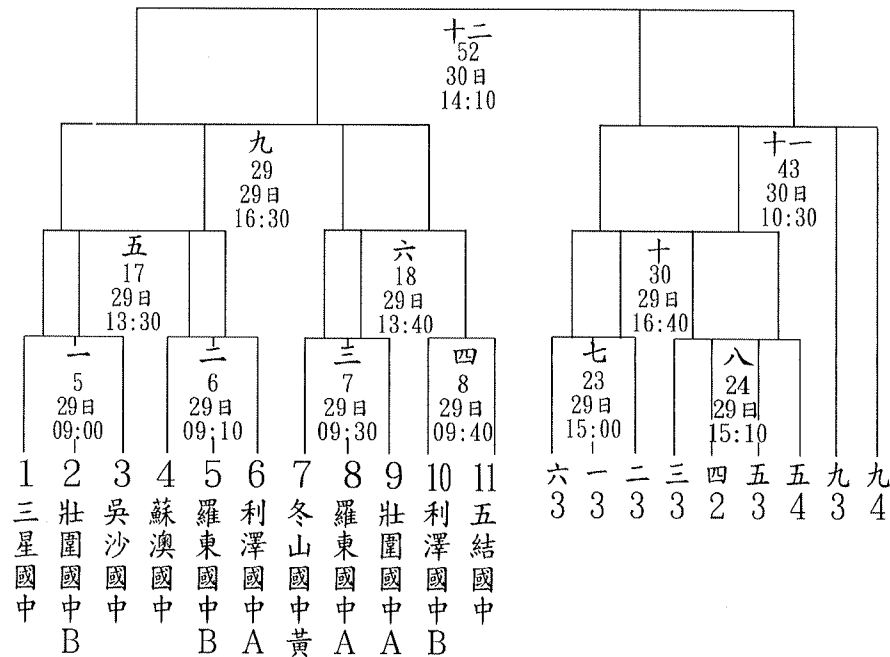 十二
52
30日
14:10
九
29
29日
16:30
十一
43
30日
10:30
五
17
29日
13:30
六
18
29日
13:40
十
30
29日
16:40
一
5
29日
09:00
二
6
29日
09:10
三
7
29日
09:30
四
8
29日
09:40
七
23
29日
15:00
八
24
29日
15:10
1 三星國中
2 壯圍國中B
3 吳沙國中
4 蘇澳國中
5 羅東國中B
6 利澤國中A
7 冬山國中黃
8 羅東國中A
9 壯圍國中A
10 利澤國中B
11 五結國中
六3
一3
二3
三3
四2
五3
五4
九3
九4